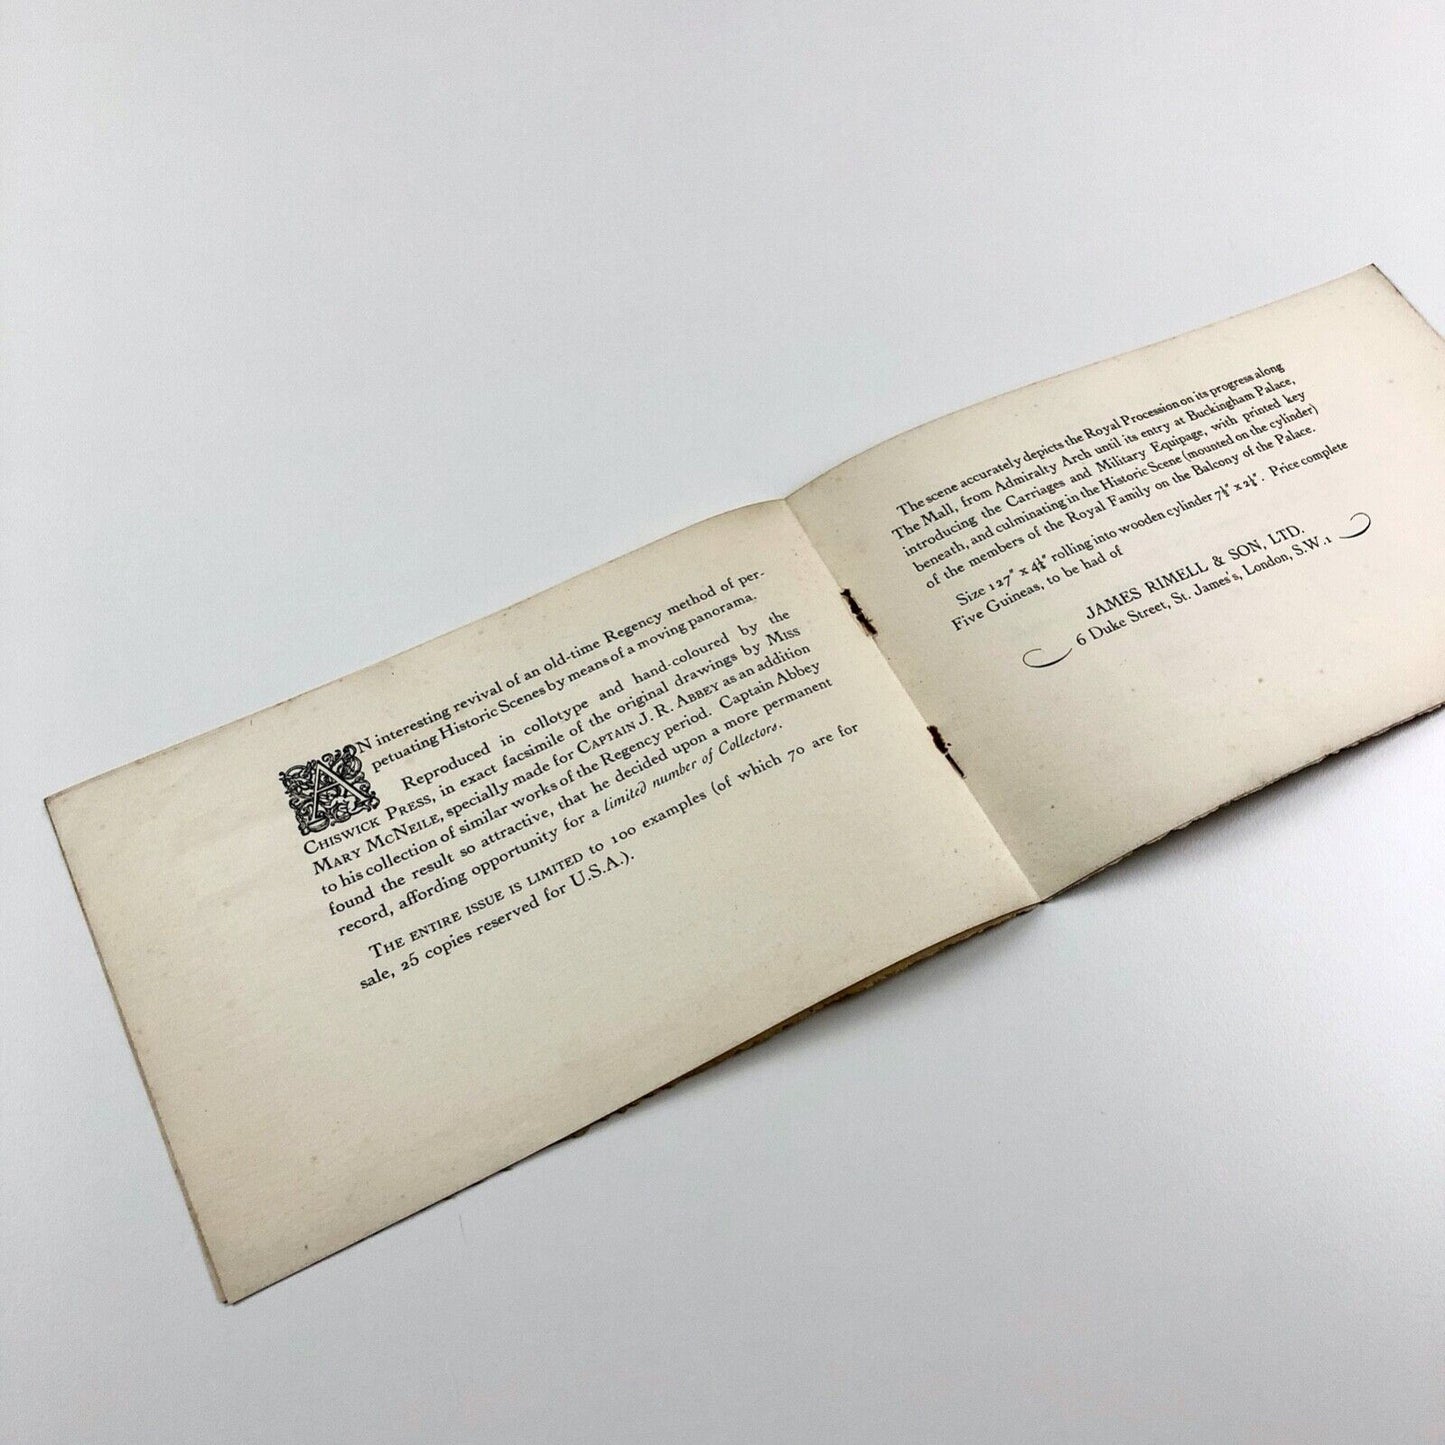 AN interesting revival of an old-time Regency method of per-
petuating Historic Scenes by means of a moving panorama.
Reproduced in collotype and hand-coloured by the
CHISWICK PRESS, in exact facsimile of the original drawings by MISS
MARY MCNEILE, specially made for CAPTAIN J. R. ABBEY as an addition
to his collection of similar works of the Regency period. Captain Abbey
found the result so attractive, that he decided upon a more permanent
record, affording opportunity for a limited number of Collectors.
THE ENTIRE ISSUE IS LIMITED to 100 examples (of which 70 are for
sale, 25 copies reserved for U.S.A.).
The scene accurately depicts the Royal Procession on its progress along
The Mall, from Admiralty Arch until its entry at Buckingham Palace,
introducing the Carriages and Military Equipage, with printed key
beneath, and culminating in the Historic Scene (mounted on the cylinder)
of the members of the Royal Family on the Balcony of the Palace.
Size 127" x rolling into wooden cylinder x Price complete
Five Guineas, to be had of
JAMES RIMELL & SON, LTD.
6 Duke Street, St. James's, London, S.W.1